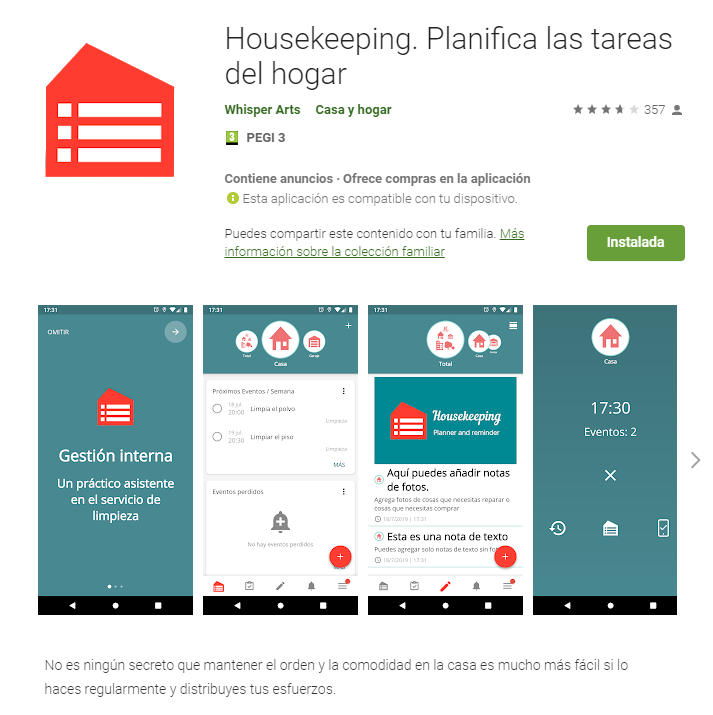 Housekeeping. Planifica las tareas
del hogar
Whisper Arts Casa y hogar
357
3 PEGI 3
Contiene anuncios · Ofrece compras en la aplicación
Esta aplicación es compatible con tu dispositivo.
Puedes compartir este contenido con tu familia. Más
información sobre la colección familiar
Instalada
17:31
OMITIR
Gestión interna
Un práctico asistente
en el servicio de
limpieza
17:31
Total
Casa
Garaje
Próximos Eventos / Semana
18 jul.
20:00
Limpia el polvo
Limpieza
19 jul.
20:30
Limpiar el piso
Limpieza
MÁS
Eventos perdidos
No hay eventos perdidos
17:31
Total
Casa
Housekeeping
Planner and reminder
Aquí puedes añadir notas
de fotos.
Agrega fotos de cosas que necesitas reparar o
cosas que necesitas comprar
18/7/2019 | 17:31
Esta es una nota de texto
Puedes agregar solo notas de texto sin fot
18/7/2019 | 17:31
Casa
17:30
Eventos: 2
No es ningún secreto que mantener el orden y la comodidad en la casa es mucho más fácil si lo
haces regularmente y distribuyes tus esfuerzos.